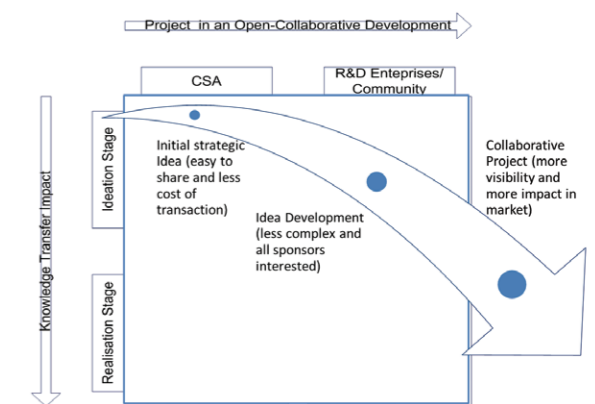 Project in an Open-Collaborative Development
CSA
R&D Enteprises/
Community
Knowledge Transfer Impact
Ideation Stage
Realisation Stage
Initial strategic
Idea (easy to
share and less
cost of
transaction)
Idea Development
(less complex and
all sponsors
interested)
Collaborative
Project (more
visibility and
more impact in
market)